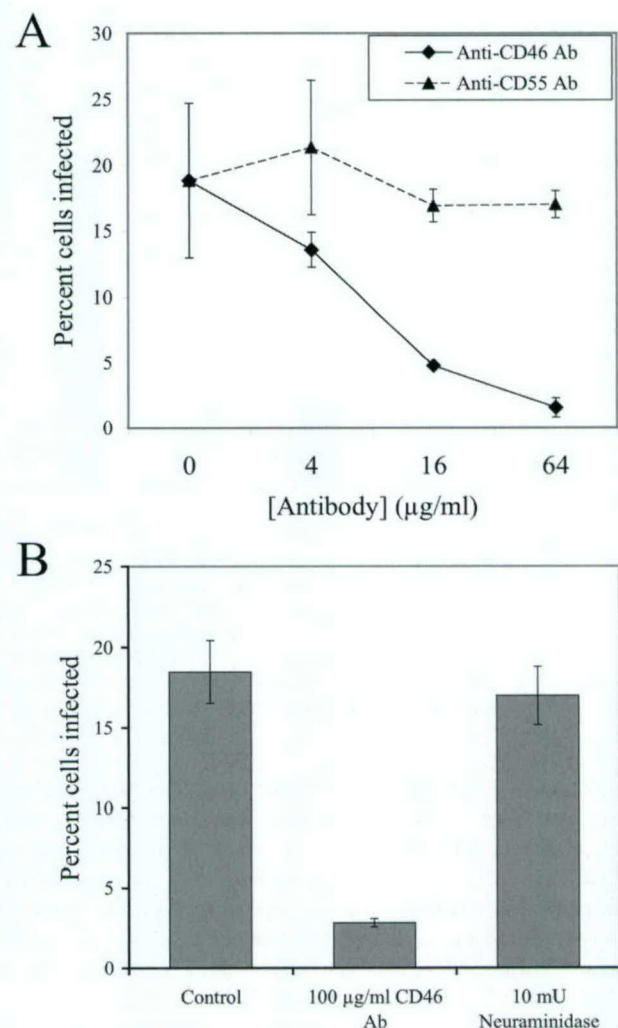 A
30
25
20
15
10
5
0
Percent cells infected
Anti-CD46 Ab
Anti-CD55 Ab
0 4 16 64
[Antibody] (µg/ml)
B
25
20
15
10
5
0
Percent cells infected
Control 100 µg/ml CD46 10 mU
Ab Neuraminidase